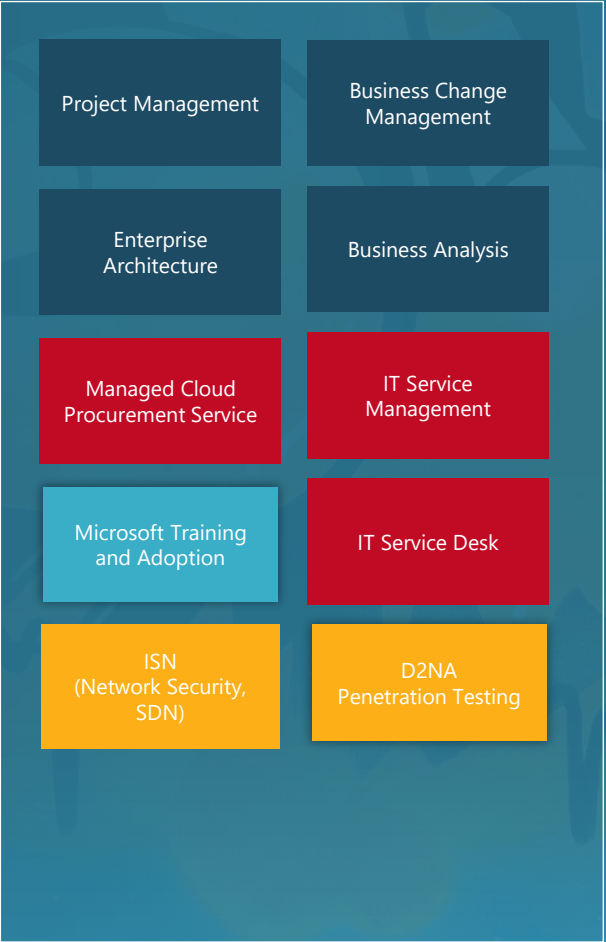 Project Management
Business Change
Management
Enterprise
Architecture
Business Analysis
Managed Cloud
Procurement Service
IT Service
Management
Microsoft Training
and Adoption
IT Service Desk
ISN
(Network Security,
SDN)
D2NA
Penetration Testing